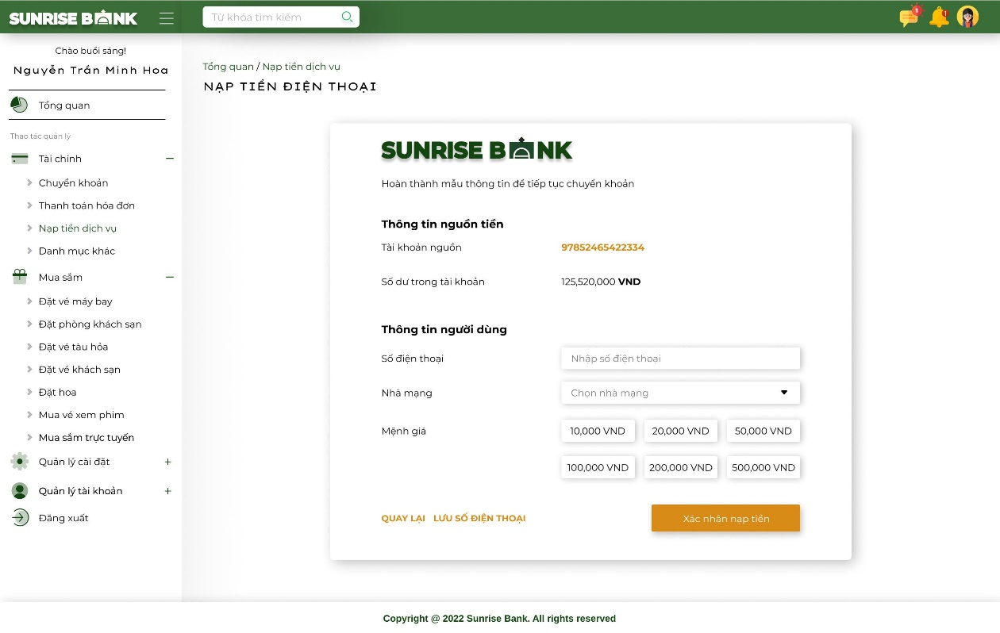 SUNRISE BANK
Từ khóa tìm kiếm
1
1
Chào buổi sáng!
Nguyễn Trần Minh Hoa
Tổng quan
Thao tác quản lý
Tài chính
Chuyển khoản
Thanh toán hóa đơn
Nạp tiền dịch vụ
Danh mục khác
Mua sắm
Đặt vé máy bay
Đặt phòng khách sạn
Đặt vé tàu hỏa
Đặt vé khách sạn
Đặt hoa
Mua vé xem phim
Mua sắm trực tuyến
Quản lý cài đặt
Quản lý tài khoản
Đăng xuất
Tổng quan / Nạp tiền dịch vụ
NẠP TIỀN ĐIỆN THOẠI
SUNRISE BANK
Hoàn thành mẫu thông tin để tiếp tục chuyển khoản
Thông tin nguồn tiền
Tài khoản nguồn 97852465422334
Số dư trong tài khoản 125,520,000 VND
Thông tin người dùng
Số điện thoại Nhập số điện thoại
Nhà mạng Chọn nhà mạng
Mệnh giá 10,000 VND 20,000 VND 50,000 VND
100,000 VND 200,000 VND 500,000 VND
QUAY LẠI LƯU SỐ ĐIỆN THOẠI Xác nhận nạp tiền
Copyright @ 2022 Sunrise Bank. All rights reserved